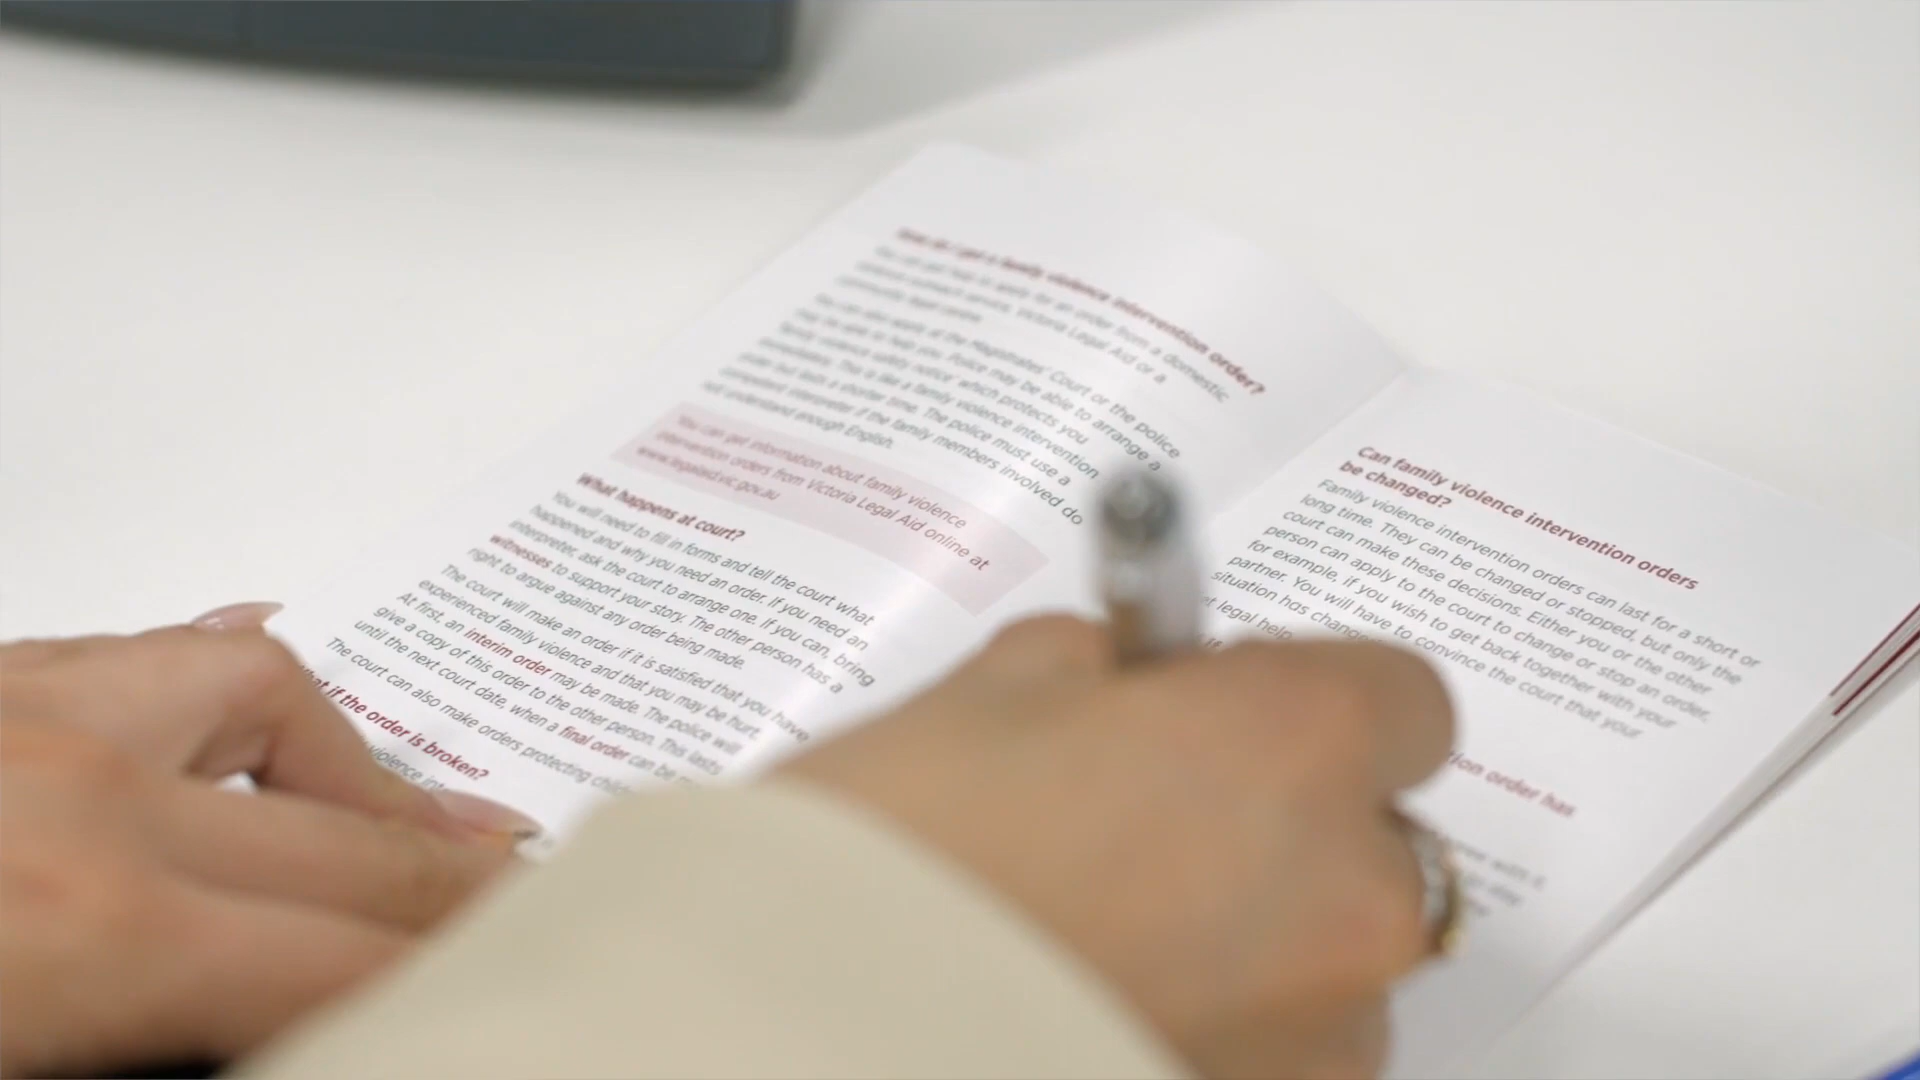 How do I get a family violence intervention order?
You can get help to apply for an order from a domestic
violence outreach service, Victoria Legal Aid or a
community legal centre.
You can also apply at the Magistrates' Court or the police
may be able to help you. Police may be able to arrange a
family violence safety notice which protects you
immediately. This is like a family violence intervention
order but lasts a shorter time. The police must use a
competent interpreter if the family members involved do
not understand enough English.
You can get information about family violence
intervention orders from Victoria Legal Aid online at
www.legalaid.vic.gov.au
What happens at court?
You will need to fill in forms and tell the court what
happened and why you need an order. If you need an
interpreter, ask the court to arrange one. If you can, bring
witnesses to support your story. The other person has a
right to argue against any order being made.
The court will make an order if it is satisfied that you have
experienced family violence and that you may be hurt.
At first, an interim order may be made. The police will
give a copy of this order to the other person. This lasts
until the next court date, when a final order can be
The court can also make orders protecting
if the order is broken?
violence
Can family violence intervention orders
be changed?
Family violence intervention orders can last for a short or
long time. They can be changed or stopped, but only the
court can make these decisions. Either you or the other
person can apply to the court to change or stop an order,
for example, if you wish to get back together with your
partner. You will have to convince the court that your
situation has
legal help.
If
order has
with it.